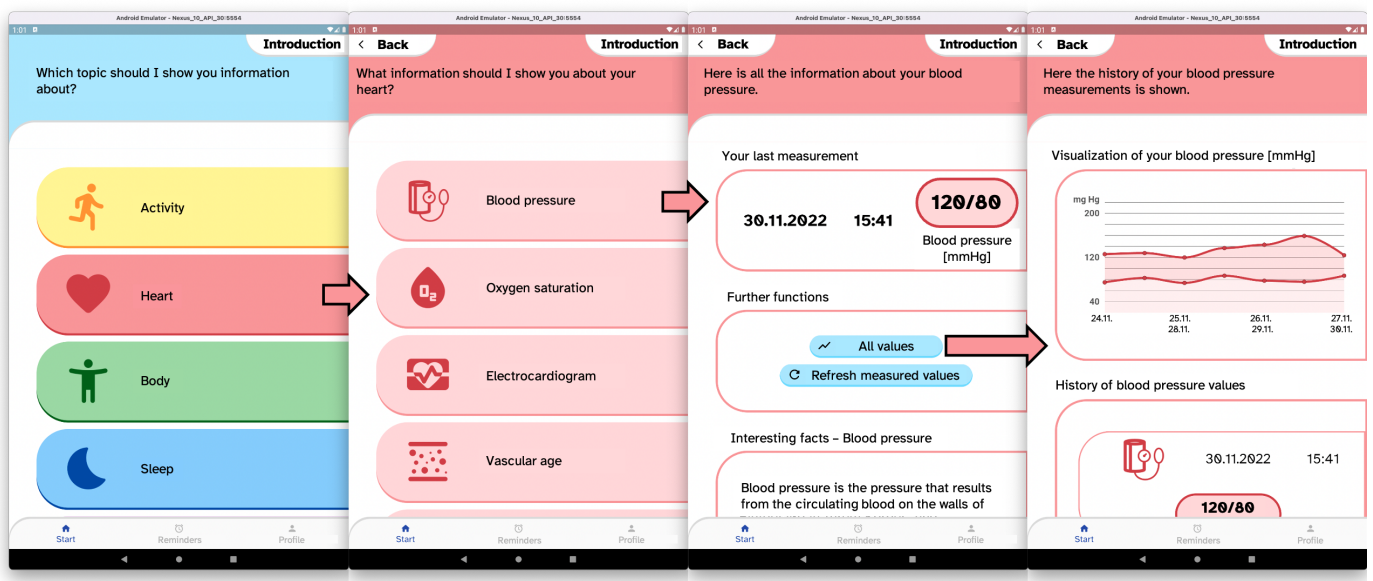 Android Emulator - Nexus_10_API_30:5554
1:01
Introduction
Which topic should I show you information
about?
Activity
Heart
Body
Sleep
Start
Reminders
Profile
Android Emulator - Nexus_10_API_30:5554
1:01
Back
Introduction
What information should I show you about your
heart?
Blood pressure
O2
Oxygen saturation
Electrocardiogram
Vascular age
Start
Reminders
Profile
Android Emulator - Nexus_10_API_30:5554
1:01
Back
Introduction
Here is all the information about your blood
pressure.
Your last measurement
30.11.2022 15:41 120/80
Blood pressure
[mmHg]
Further functions
All values
Refresh measured values
Interesting facts – Blood pressure
Blood pressure is the pressure that results
from the circulating blood on the walls of
Start
Reminders
Profile
Android Emulator - Nexus_10_API_30:5554
1:01
Back
Introduction
Here the history of your blood pressure
measurements is shown.
Visualization of your blood pressure [mmHg]
mg Hg
200
120
40
24.11. 25.11. 26.11. 27.11.
28.11. 29.11. 30.11.
History of blood pressure values
30.11.2022 15:41
120/80
Start
Reminders
Profile